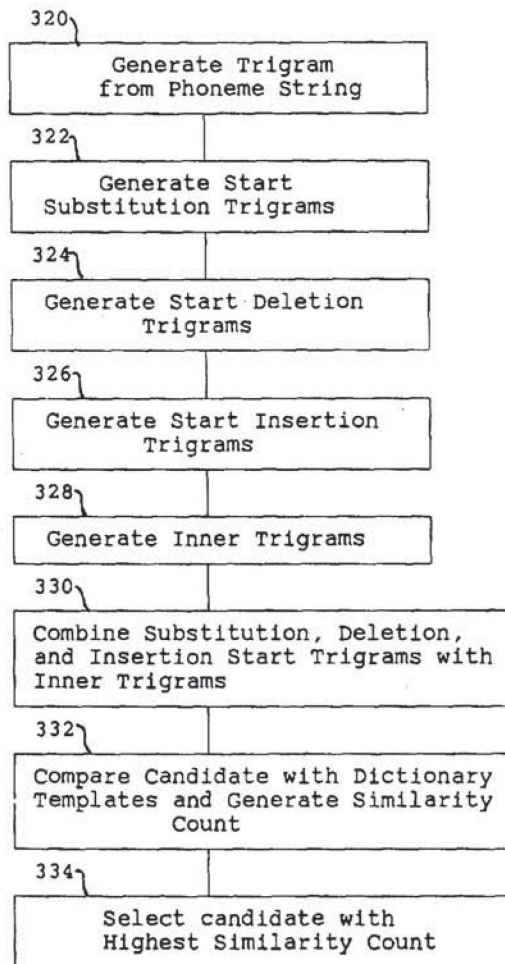 320
Generate Trigram
from Phoneme String
322
Generate Start
Substitution Trigrams
324
Generate Start Deletion
Trigrams
326
Generate Start Insertion
Trigrams
328
Generate Inner Trigrams
330
Combine Substitution, Deletion,
and Insertion Start Trigrams with
Inner Trigrams
332
Compare Candidate with Dictionary
Templates and Generate Similarity
Count
334
Select candidate with
Highest Similarity Count